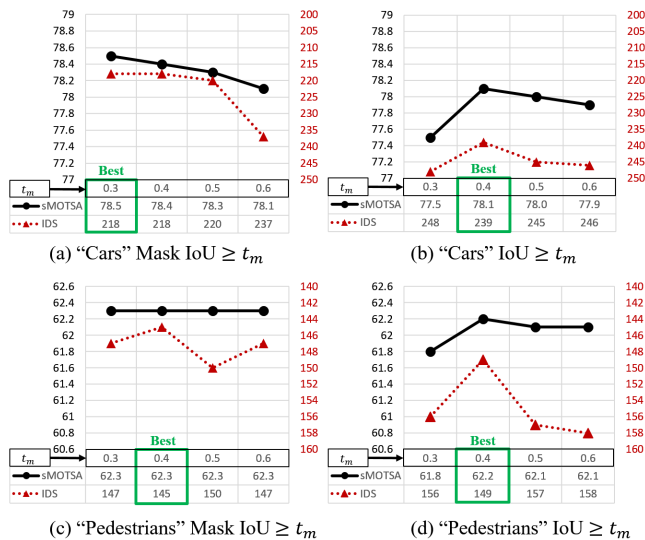 79 200
78.8 205
78.6 210
78.4 215
78.2 220
78 225
77.8 230
77.6 235
77.4 240
77.2 245
77 250
Best
t_m 0.3 0.4 0.5 0.6
sMOTSA 78.5 78.4 78.3 78.1
IDS 218 218 220 237
(a) “Cars” Mask IoU ≥ t_m
79 200
78.8 205
78.6 210
78.4 215
78.2 220
78 225
77.8 230
77.6 235
77.4 240
77.2 245
77 250
Best
t_m 0.3 0.4 0.5 0.6
sMOTSA 77.5 78.1 78.0 77.9
IDS 248 239 245 246
(b) “Cars” IoU ≥ t_m
62.6 140
62.4 142
62.2 144
62 146
61.8 148
61.6 150
61.4 152
61.2 154
61 156
60.8 158
60.6 160
Best
t_m 0.3 0.4 0.5 0.6
sMOTSA 62.3 62.3 62.3 62.3
IDS 147 145 150 147
(c) “Pedestrians” Mask IoU ≥ t_m
62.6 140
62.4 142
62.2 144
62 146
61.8 148
61.6 150
61.4 152
61.2 154
61 156
60.8 158
60.6 160
Best
t_m 0.3 0.4 0.5 0.6
sMOTSA 61.8 62.2 62.1 62.1
IDS 156 149 157 158
(d) “Pedestrians” IoU ≥ t_m